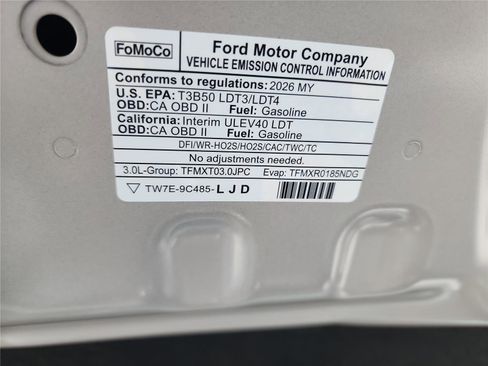 FoMoCo
Ford Motor Company
VEHICLE EMISSION CONTROL INFORMATION
Conforms to regulations: 2026 MY
U.S. EPA: T3B50 LDT3/LDT4
OBD: CA OBD II Fuel: Gasoline
California: Interim ULEV40 LDT
OBD: CA OBD II Fuel: Gasoline
DFI/WR-HO2S/HO2S/CAC/TWC/TC
No adjustments needed.
3.0L-Group: TFMXT03.0JPC Evap: TFMXR0185NDG
TW7E-9C485-LJD